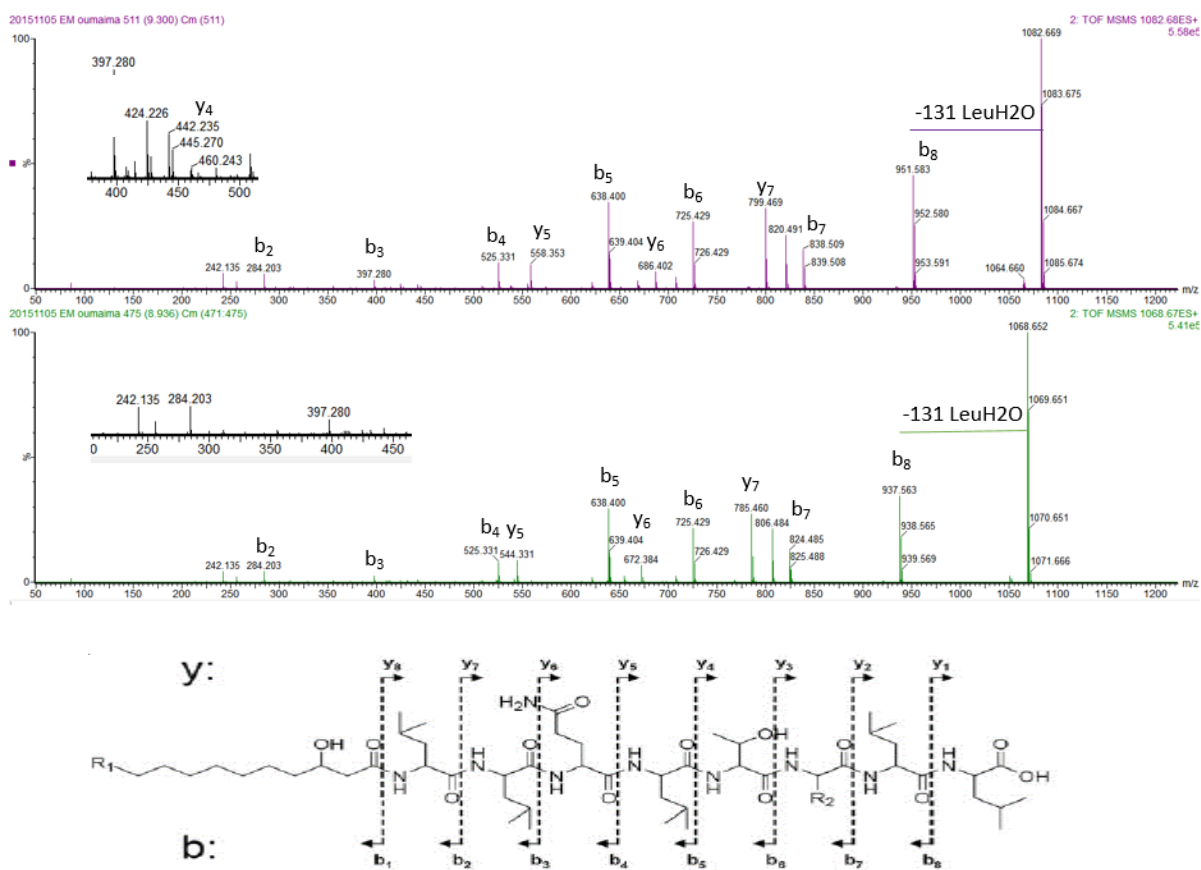 20151105 EM oumaima 511 (9.300) Cm (511)
2: TOF MSMS 1082.68ES+
5.58e5
100
%
0
1082.669
1083.675
1084.667
1085.674
1064.660
-131 LeuH2O
b8
951.583
952.580
953.591
b7
838.509
839.508
820.491
y7
799.469
b6
725.429
726.429
y6
686.402
b5
638.400
639.404
y5
558.353
b4
525.331
b3
397.280
b2
284.203
242.135
397.280
424.226
y4
442.235
445.270
460.243
400 450 500
50 100 150 200 250 300 350 400 450 500 550 600 650 700 750 800 850 900 950 1000 1050 1100 1150 1200
m/z
20151105 EM oumaima 475 (8.936) Cm (471:475)
2: TOF MSMS 1068.67ES+
5.41e5
100
%
0
1068.652
1069.651
1070.651
1071.666
-131 LeuH2O
b8
937.563
938.565
939.569
b7
824.485
825.488
806.484
y7
785.460
b6
725.429
726.429
y6
672.384
b5
638.400
639.404
y5
544.331
b4
525.331
b3
b2
284.203
242.135
242.135 284.203 397.280
0 250 300 350 400 450
50 100 150 200 250 300 350 400 450 500 550 600 650 700 750 800 850 900 950 1000 1050 1100 1150 1200
m/z
y:
y8 y7 y6 y5 y4 y3 y2 y1
H2N O
OH O O O OH O O
R1 OH
N H
R2
b:
b1 b2 b3 b4 b5 b6 b7 b8